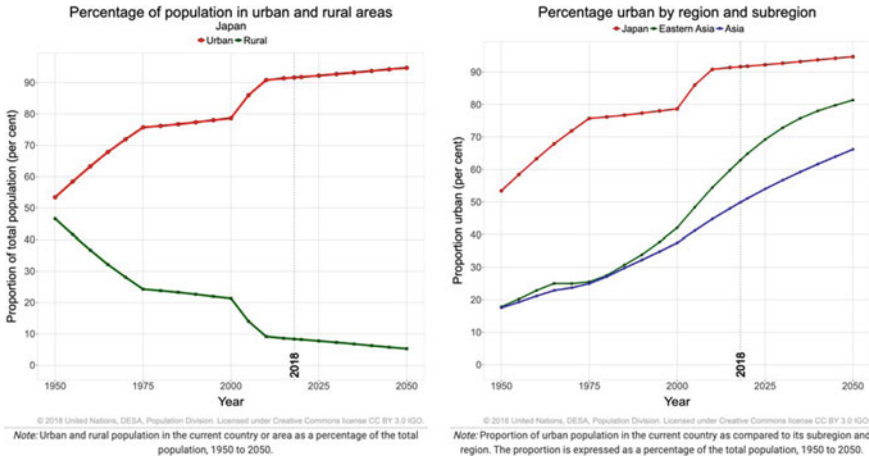 Percentage of population in urban and rural areas
Japan
Urban Rural
Proportion of total population (per cent)
90
80
70
60
50
40
30
20
10
0
1950 1975 2000 2018 2025 2050
Year
© 2018 United Nations, DESA, Population Division. Licensed under Creative Commons license CC BY 3.0 IGO.
Note: Urban and rural population in the current country or area as a percentage of the total
population, 1950 to 2050.
Percentage urban by region and subregion
Japan Eastern Asia Asia
Proportion urban (per cent)
90
80
70
60
50
40
30
20
10
0
1950 1975 2000 2018 2025 2050
Year
© 2018 United Nations, DESA, Population Division. Licensed under Creative Commons license CC BY 3.0 IGO.
Note: Proportion of urban population in the current country as compared to its subregion and
region. The proportion is expressed as a percentage of the total population, 1950 to 2050.